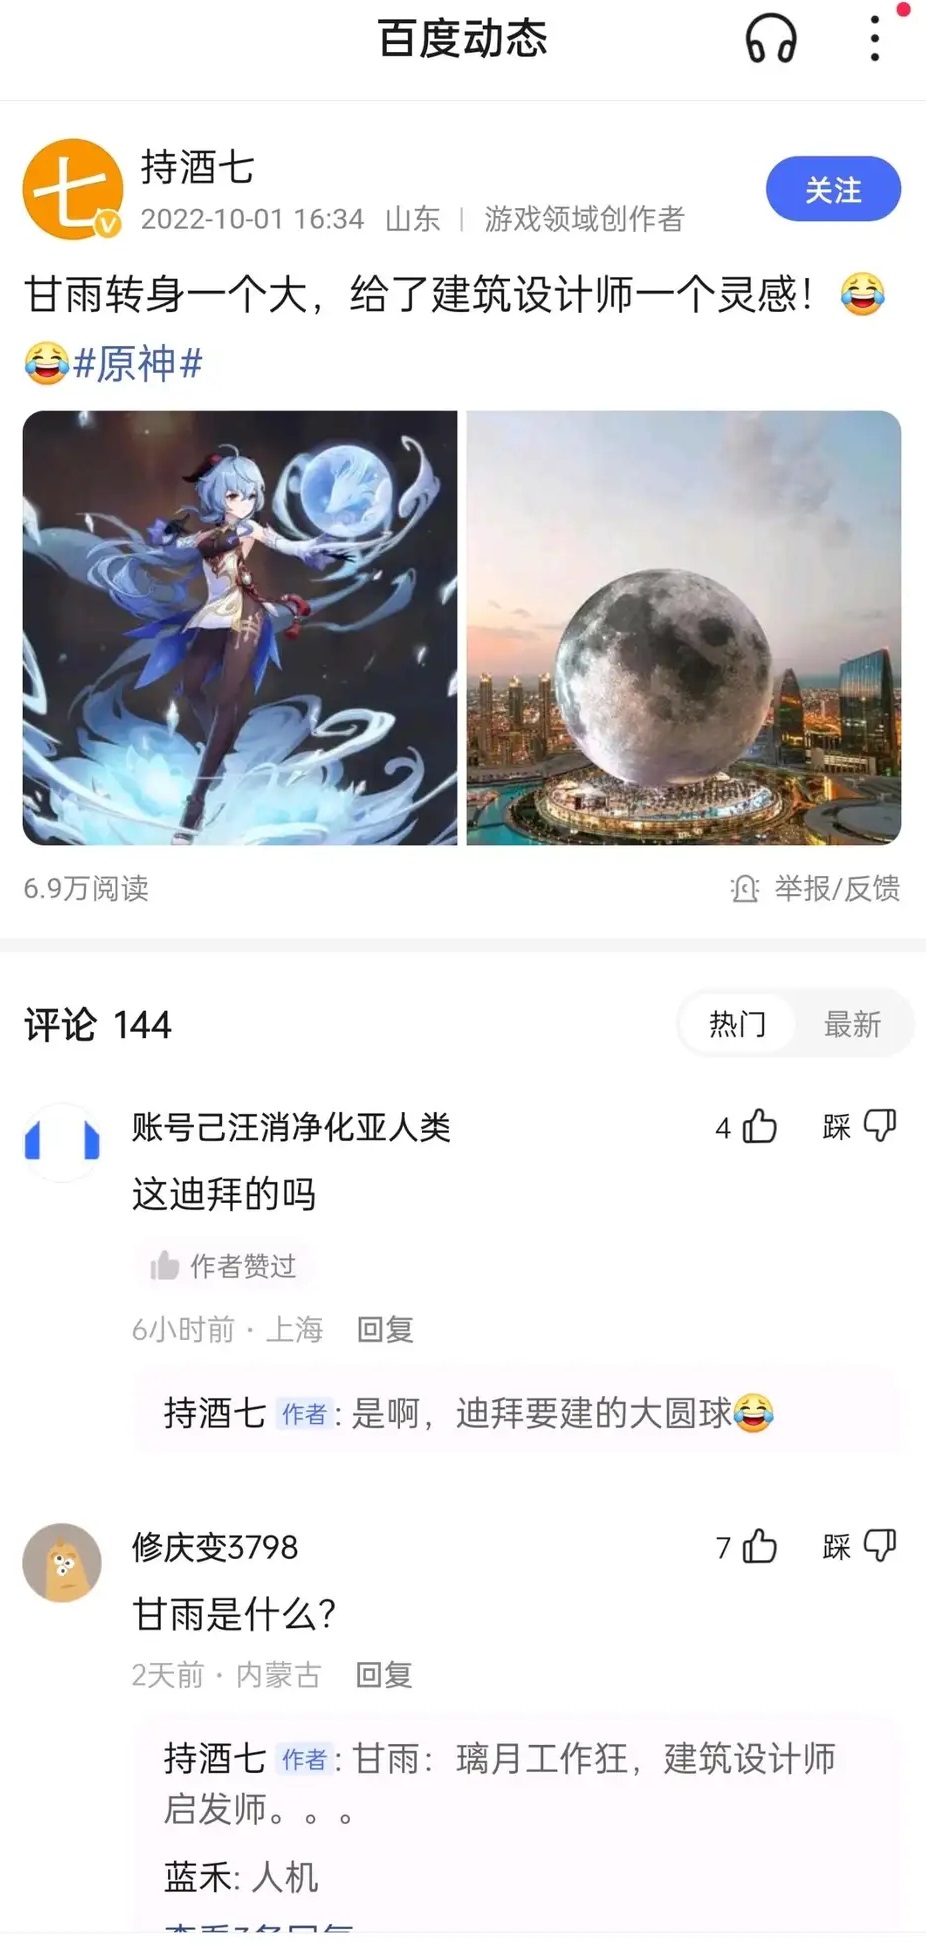 百度动态
七
持酒七
2022-10-01 16:34 山东 | 游戏领域创作者
关注
甘雨转身一个大，给了建筑设计师一个灵感！😂
😂#原神#
6.9万阅读
举报/反馈
评论 144
热门 最新
账号己汪消净化亚人类
4
踩
这迪拜的吗
作者赞过
6小时前 · 上海 回复
持酒七 作者: 是啊，迪拜要建的大圆球😂
修庆变3798
7
踩
甘雨是什么？
2天前 · 内蒙古 回复
持酒七 作者: 甘雨：璃月工作狂，建筑设计师
启发师。。。
蓝禾: 人机